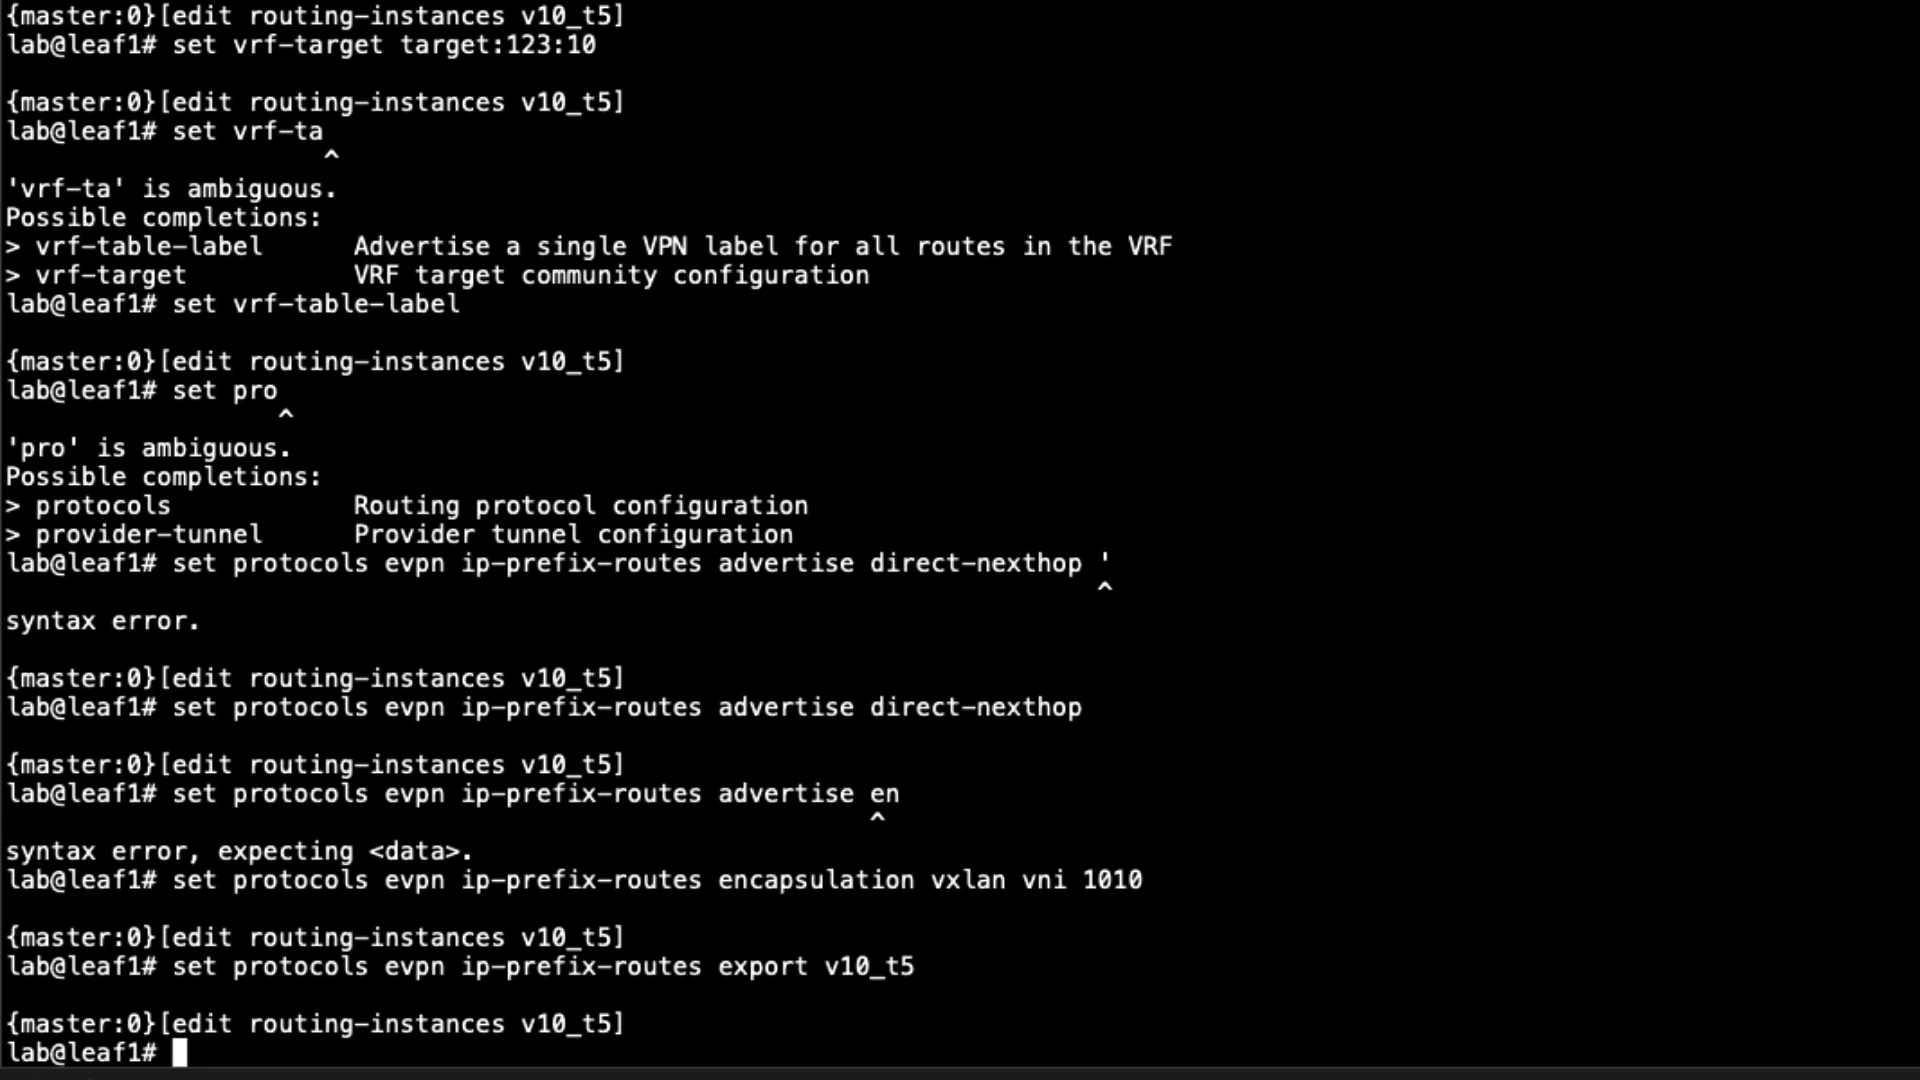 {master:0}[edit routing-instances v10_t5]
lab@leaf1# set vrf-target target:123:10
{master:0}[edit routing-instances v10_t5]
lab@leaf1# set vrf-ta
^
'vrf-ta' is ambiguous.
Possible completions:
> vrf-table-label      Advertise a single VPN label for all routes in the VRF
> vrf-target           VRF target community configuration
lab@leaf1# set vrf-table-label
{master:0}[edit routing-instances v10_t5]
lab@leaf1# set pro
^
'pro' is ambiguous.
Possible completions:
> protocols            Routing protocol configuration
> provider-tunnel      Provider tunnel configuration
lab@leaf1# set protocols evpn ip-prefix-routes advertise direct-nexthop '
^
syntax error.
{master:0}[edit routing-instances v10_t5]
lab@leaf1# set protocols evpn ip-prefix-routes advertise direct-nexthop
{master:0}[edit routing-instances v10_t5]
lab@leaf1# set protocols evpn ip-prefix-routes advertise en
^
syntax error, expecting <data>.
lab@leaf1# set protocols evpn ip-prefix-routes encapsulation vxlan vni 1010
{master:0}[edit routing-instances v10_t5]
lab@leaf1# set protocols evpn ip-prefix-routes export v10_t5
{master:0}[edit routing-instances v10_t5]
lab@leaf1#